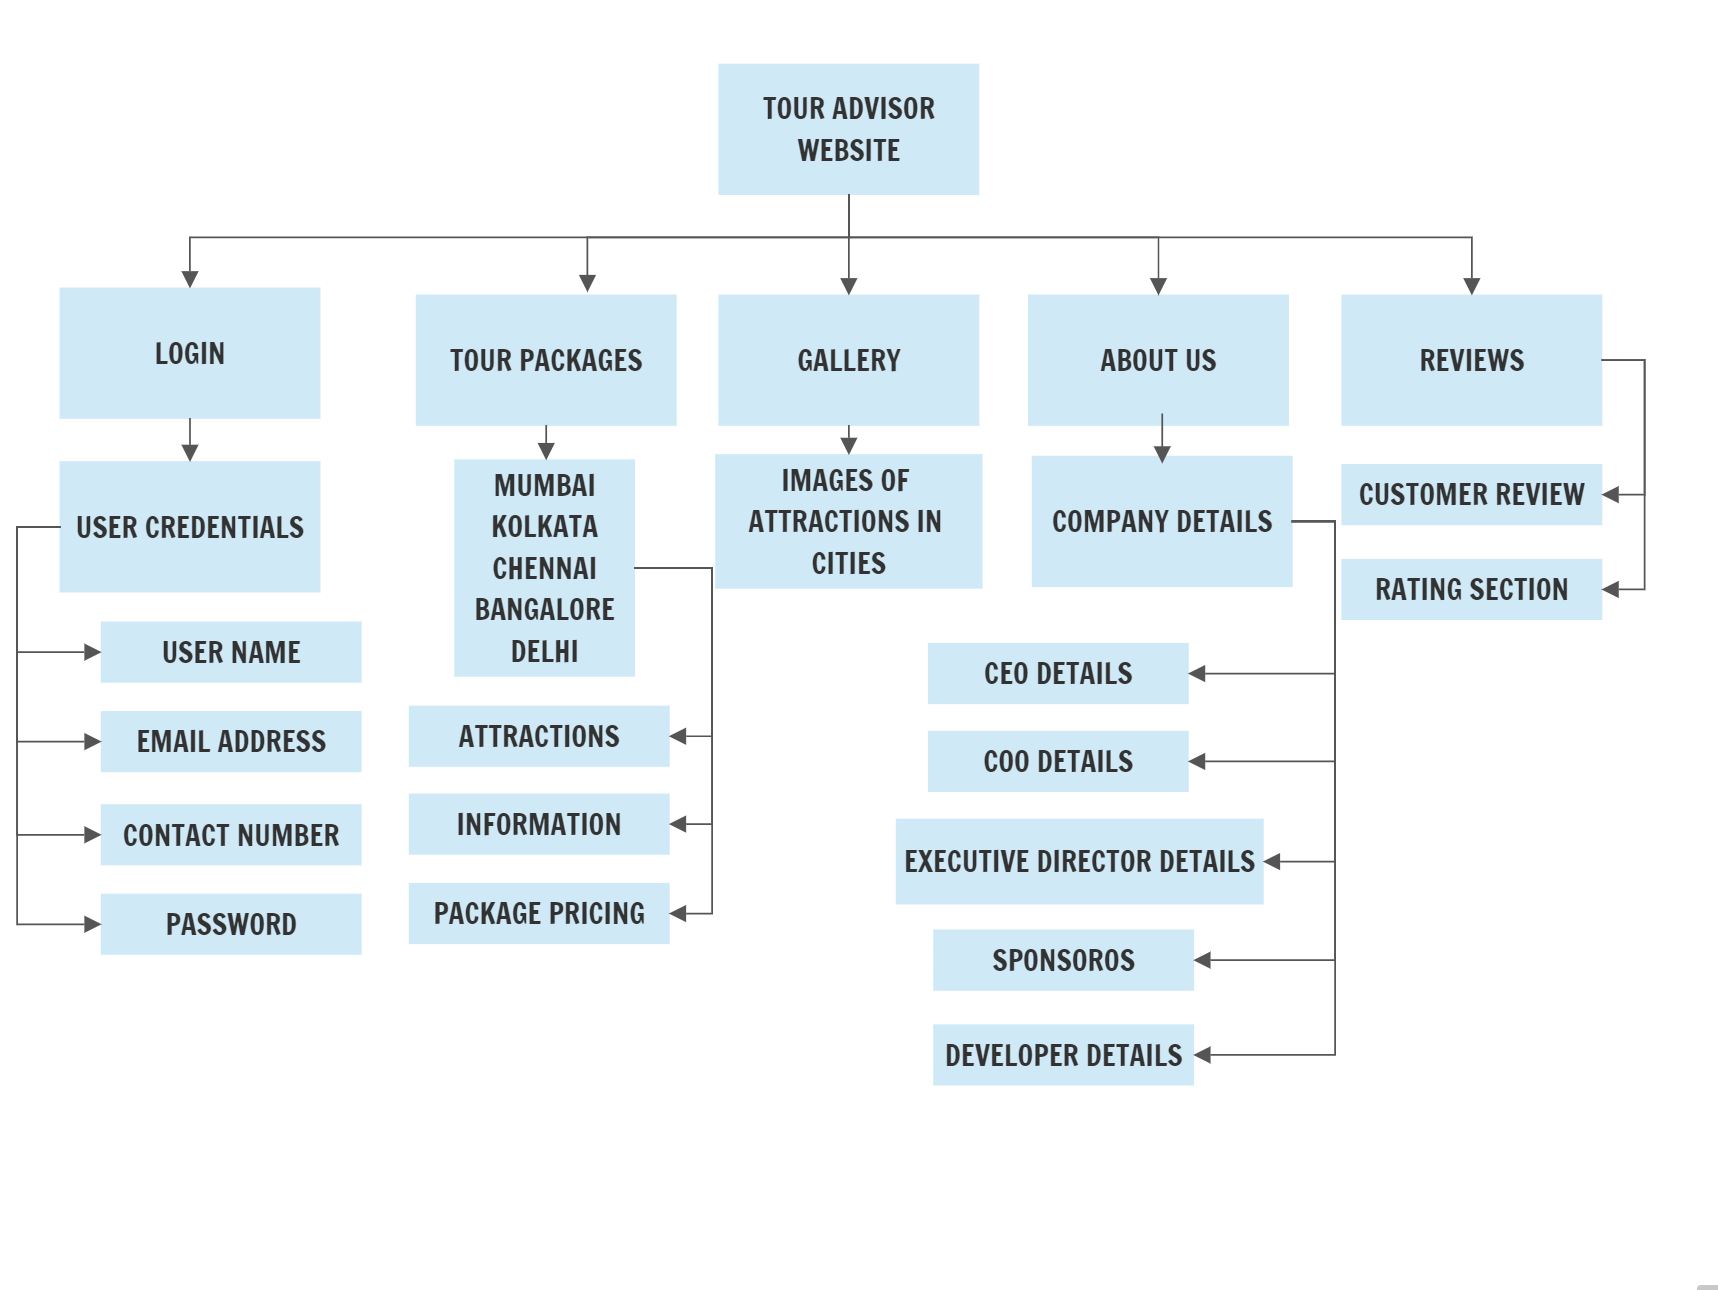 TOUR ADVISOR
WEBSITE
LOGIN
TOUR PACKAGES
GALLERY
ABOUT US
REVIEWS
USER CREDENTIALS
USER NAME
EMAIL ADDRESS
CONTACT NUMBER
PASSWORD
MUMBAI
KOLKATA
CHENNAI
BANGALORE
DELHI
ATTRACTIONS
INFORMATION
PACKAGE PRICING
IMAGES OF
ATTRACTIONS IN
CITIES
COMPANY DETAILS
CEO DETAILS
COO DETAILS
EXECUTIVE DIRECTOR DETAILS
SPONSOROS
DEVELOPER DETAILS
CUSTOMER REVIEW
RATING SECTION